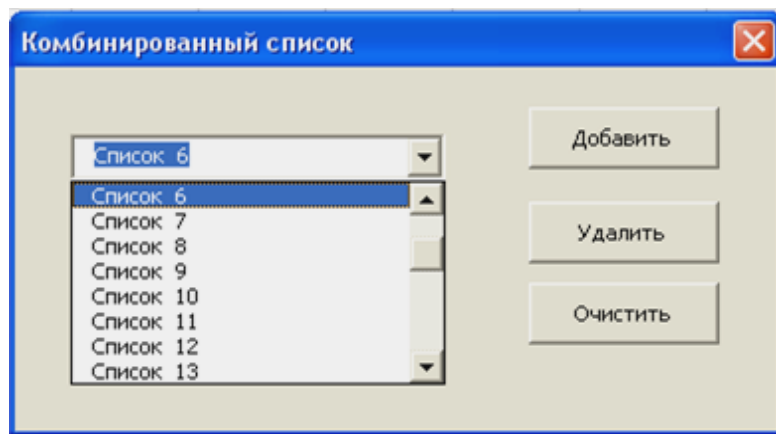 Комбинированный список
Список 6
Список 6
Список 7
Список 8
Список 9
Список 10
Список 11
Список 12
Список 13
Добавить
Удалить
Очистить